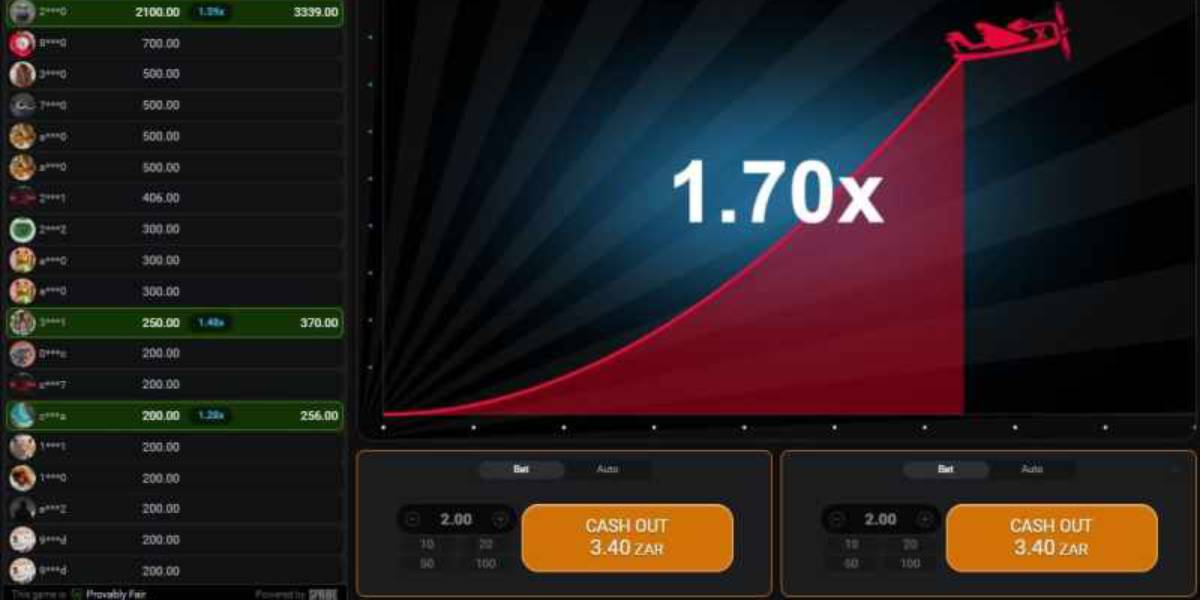 2***0 2100.00 3339.00
8***0 700.00
3***0 500.00
7***0 500.00
a***0 500.00
a***0 500.00
2***1 406.00
2***2 300.00
e***0 300.00
e***0 300.00
3***1 250.00 1.48x 370.00
0***c 200.00
c***7 200.00
c***a 200.00 1.28x 256.00
1***1 200.00
1***0 200.00
a***2 200.00
9***d 200.00
9***d 200.00
This game is Provably Fair Powered by
1.70x
Bet Auto
2.00
10 20
50 100
CASH OUT
3.40 ZAR
Bet Auto
2.00
10 20
50 100
CASH OUT
3.40 ZAR